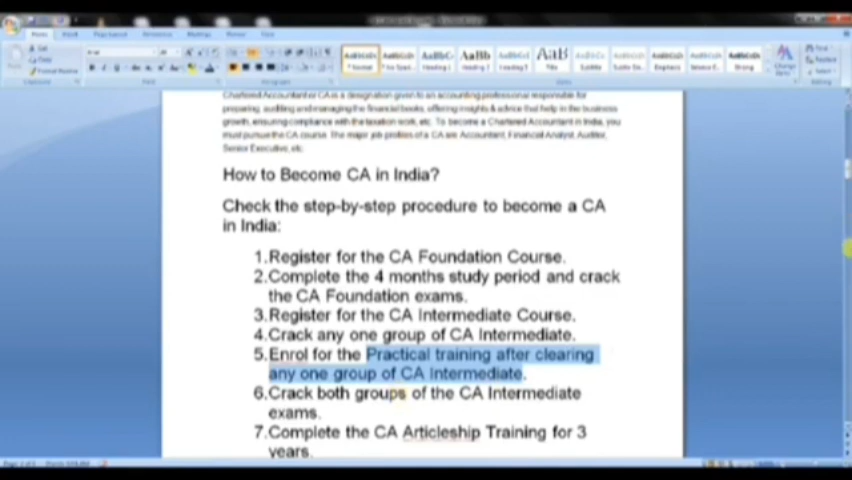 Chartered Accountant or CA is a designation given to an accounting professional responsible for
preparing, auditing and managing the financial books, offering insights & advice that help in the business
growth, ensuring compliance with the taxation work, etc. To become a Chartered Accountant in India, you
must pursue the CA course. The major job profiles of a CA are Accountant, Financial Analyst, Auditor,
Senior Executive, etc
How to Become CA in India?
Check the step-by-step procedure to become a CA
in India:
1.Register for the CA Foundation Course.
2.Complete the 4 months study period and crack
the CA Foundation exams.
3.Register for the CA Intermediate Course.
4.Crack any one group of CA Intermediate.
5.Enrol for the Practical training after clearing
any one group of CA Intermediate.
6.Crack both groups of the CA Intermediate
exams.
7.Complete the CA Articleship Training for 3
years.